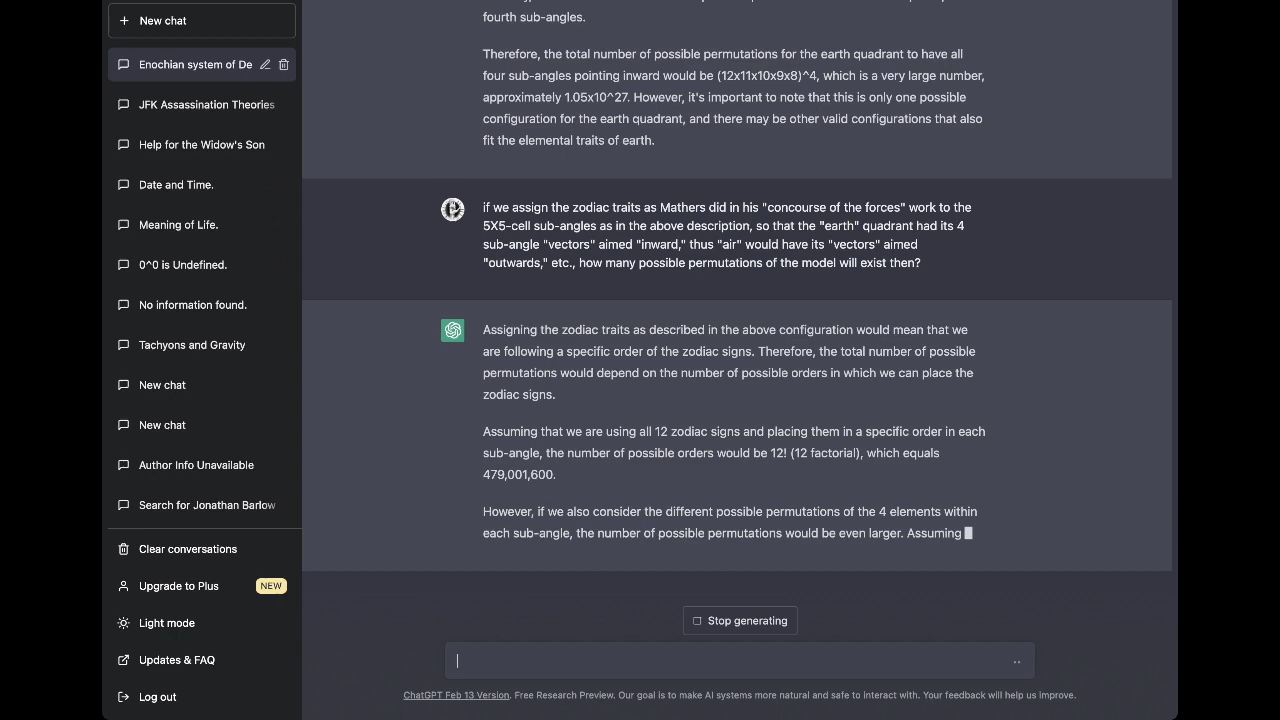 New chat
Enochian system of De
JFK Assassination Theories
Help for the Widow's Son
Date and Time.
Meaning of Life.
0^0 is Undefined.
No information found.
Tachyons and Gravity
New chat
New chat
Author Info Unavailable
Search for Jonathan Barlow
Clear conversations
Upgrade to Plus NEW
Light mode
Updates & FAQ
Log out
fourth sub-angles.
Therefore, the total number of possible permutations for the earth quadrant to have all
four sub-angles pointing inward would be (12x11x10x9x8)^4, which is a very large number,
approximately 1.05x10^27. However, it's important to note that this is only one possible
configuration for the earth quadrant, and there may be other valid configurations that also
fit the elemental traits of earth.
if we assign the zodiac traits as Mathers did in his "concourse of the forces" work to the
5X5-cell sub-angles as in the above description, so that the "earth" quadrant had its 4
sub-angle "vectors" aimed "inward," thus "air" would have its "vectors" aimed
"outwards," etc., how many possible permutations of the model will exist then?
Assigning the zodiac traits as described in the above configuration would mean that we
are following a specific order of the zodiac signs. Therefore, the total number of possible
permutations would depend on the number of possible orders in which we can place the
zodiac signs.
Assuming that we are using all 12 zodiac signs and placing them in a specific order in each
sub-angle, the number of possible orders would be 12! (12 factorial), which equals
479,001,600.
However, if we also consider the different possible permutations of the 4 elements within
each sub-angle, the number of possible permutations would be even larger. Assuming
Stop generating
ChatGPT Feb 13 Version. Free Research Preview. Our goal is to make AI systems more natural and safe to interact with. Your feedback will help us improve.